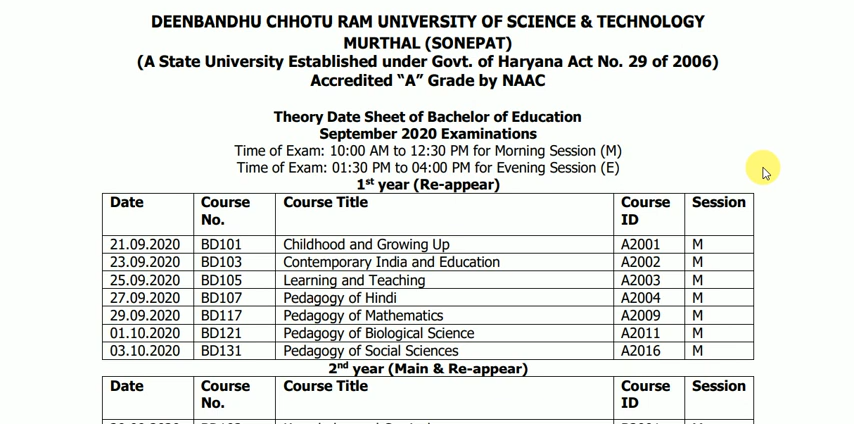 DEENBANDHU CHHOTU RAM UNIVERSITY OF SCIENCE & TECHNOLOGY
MURTHAL (SONEPAT)
(A State University Established under Govt. of Haryana Act No. 29 of 2006)
Accredited “A” Grade by NAAC
Theory Date Sheet of Bachelor of Education
September 2020 Examinations
Time of Exam: 10:00 AM to 12:30 PM for Morning Session (M)
Time of Exam: 01:30 PM to 04:00 PM for Evening Session (E)
1st year (Re-appear)
Date Course No. Course Title Course ID Session
21.09.2020 BD101 Childhood and Growing Up A2001 M
23.09.2020 BD103 Contemporary India and Education A2002 M
25.09.2020 BD105 Learning and Teaching A2003 M
27.09.2020 BD107 Pedagogy of Hindi A2004 M
29.09.2020 BD117 Pedagogy of Mathematics A2009 M
01.10.2020 BD121 Pedagogy of Biological Science A2011 M
03.10.2020 BD131 Pedagogy of Social Sciences A2016 M
2nd year (Main & Re-appear)
Date Course No. Course Title Course ID Session